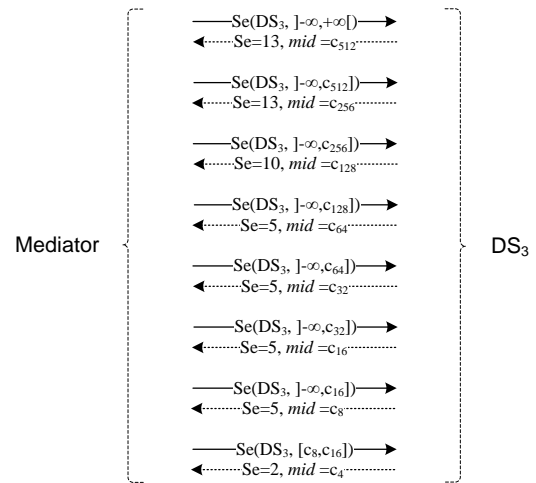 Se(DS₃, ]-∞,+∞[)
Se=13, mid =c₅₁₂
Se(DS₃, ]-∞,c₅₁₂])
Se=13, mid =c₂₅₆
Se(DS₃, ]-∞,c₂₅₆])
Se=10, mid =c₁₂₈
Se(DS₃, ]-∞,c₁₂₈])
Se=5, mid =c₆₄
Mediator
DS₃
Se(DS₃, ]-∞,c₆₄])
Se=5, mid =c₃₂
Se(DS₃, ]-∞,c₃₂])
Se=5, mid =c₁₆
Se(DS₃, ]-∞,c₁₆])
Se=5, mid =c₈
Se(DS₃, [c₈,c₁₆])
Se=2, mid =c₄